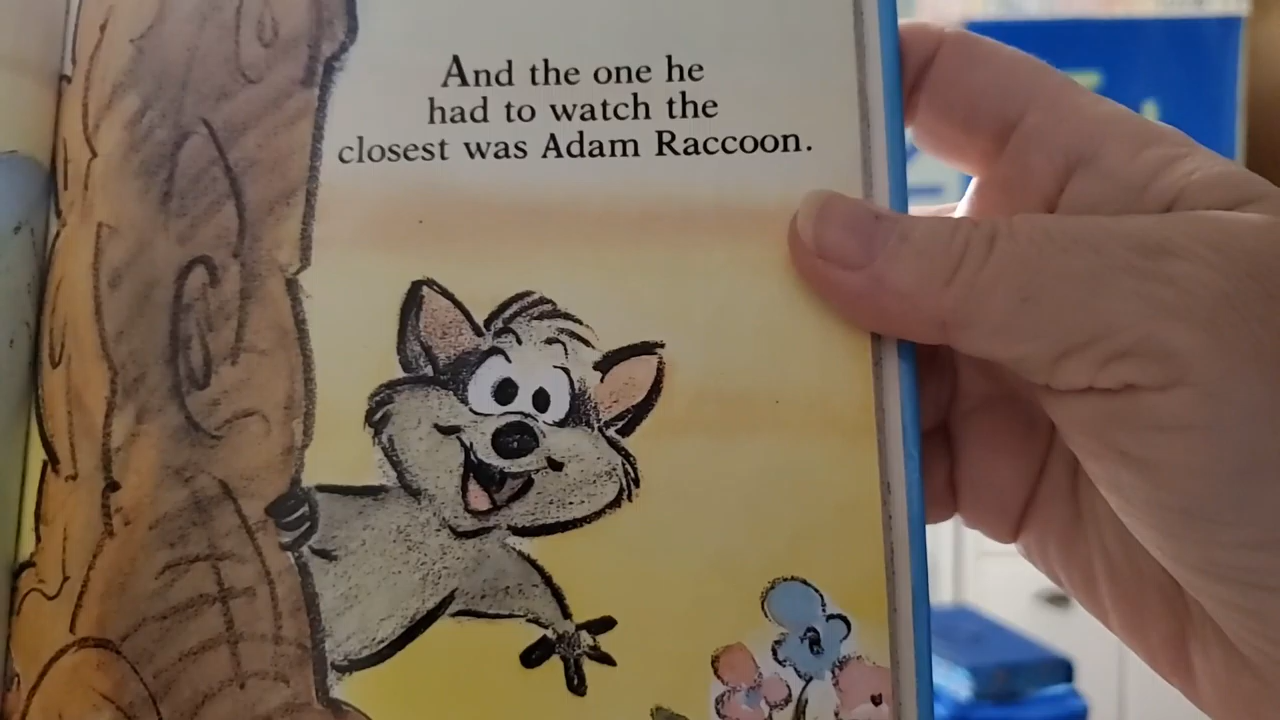 And the one he
had to watch the
closest was Adam Raccoon.